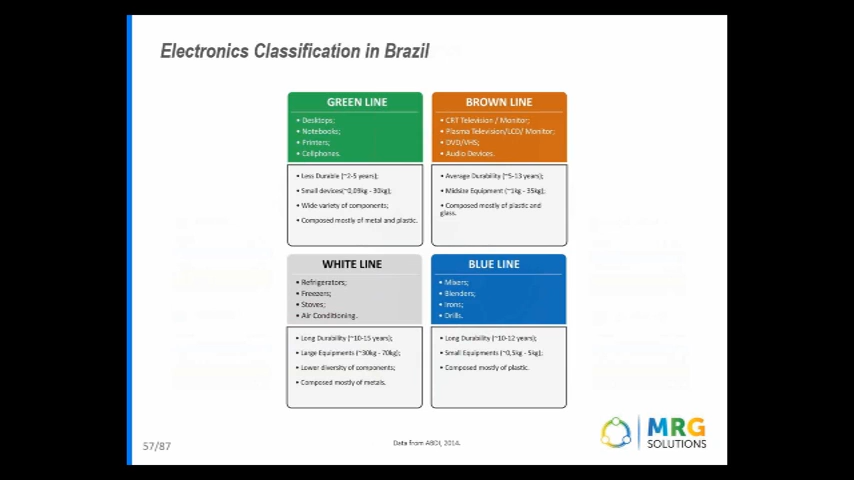 Electronics Classification in Brazil
GREEN LINE
• Desktops;
• Notebooks;
• Printers;
• Cellphones.
• Less Durable (~2-5 years);
• Small devices(~0,09kg - 30kg);
• Wide variety of components;
• Composed mostly of metal and plastic.
BROWN LINE
• CRT Television / Monitor;
• Plasma Television/LCD/ Monitor;
• DVD/VHS;
• Audio Devices.
• Average Durability (~5-13 years);
• Midsize Equipment (~1kg - 35kg);
• Composed mostly of plastic and
glass.
WHITE LINE
• Refrigerators;
• Freezers;
• Stoves;
• Air Conditioning.
• Long Durability (~10-15 years);
• Large Equipments (~30kg - 70kg);
• Lower diversity of components;
• Composed mostly of metals.
BLUE LINE
• Mixers;
• Blenders;
• Irons;
• Drills.
• Long Durability (~10-12 years);
• Small Equipments (~0,5kg - 5kg);
• Composed mostly of plastic.
57/87
Data from ABDI, 2014.
MRG
SOLUTIONS